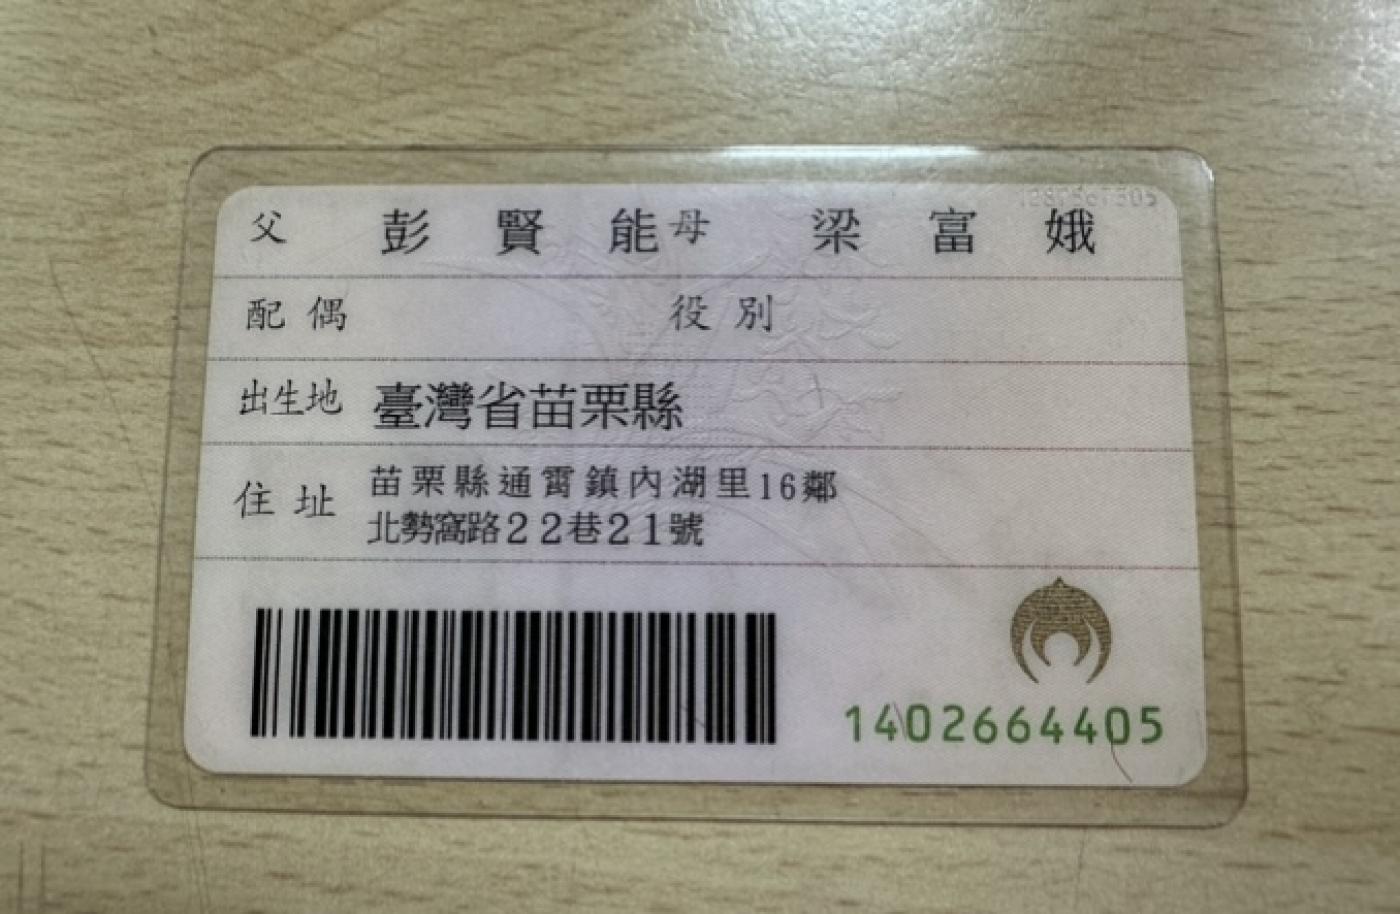 父 彭賢能 母 梁富娥
配偶 役別
出生地 臺灣省苗栗縣
住址 苗栗縣通霄鎮內湖里16鄰
北勢窩路22巷21號
1402664405